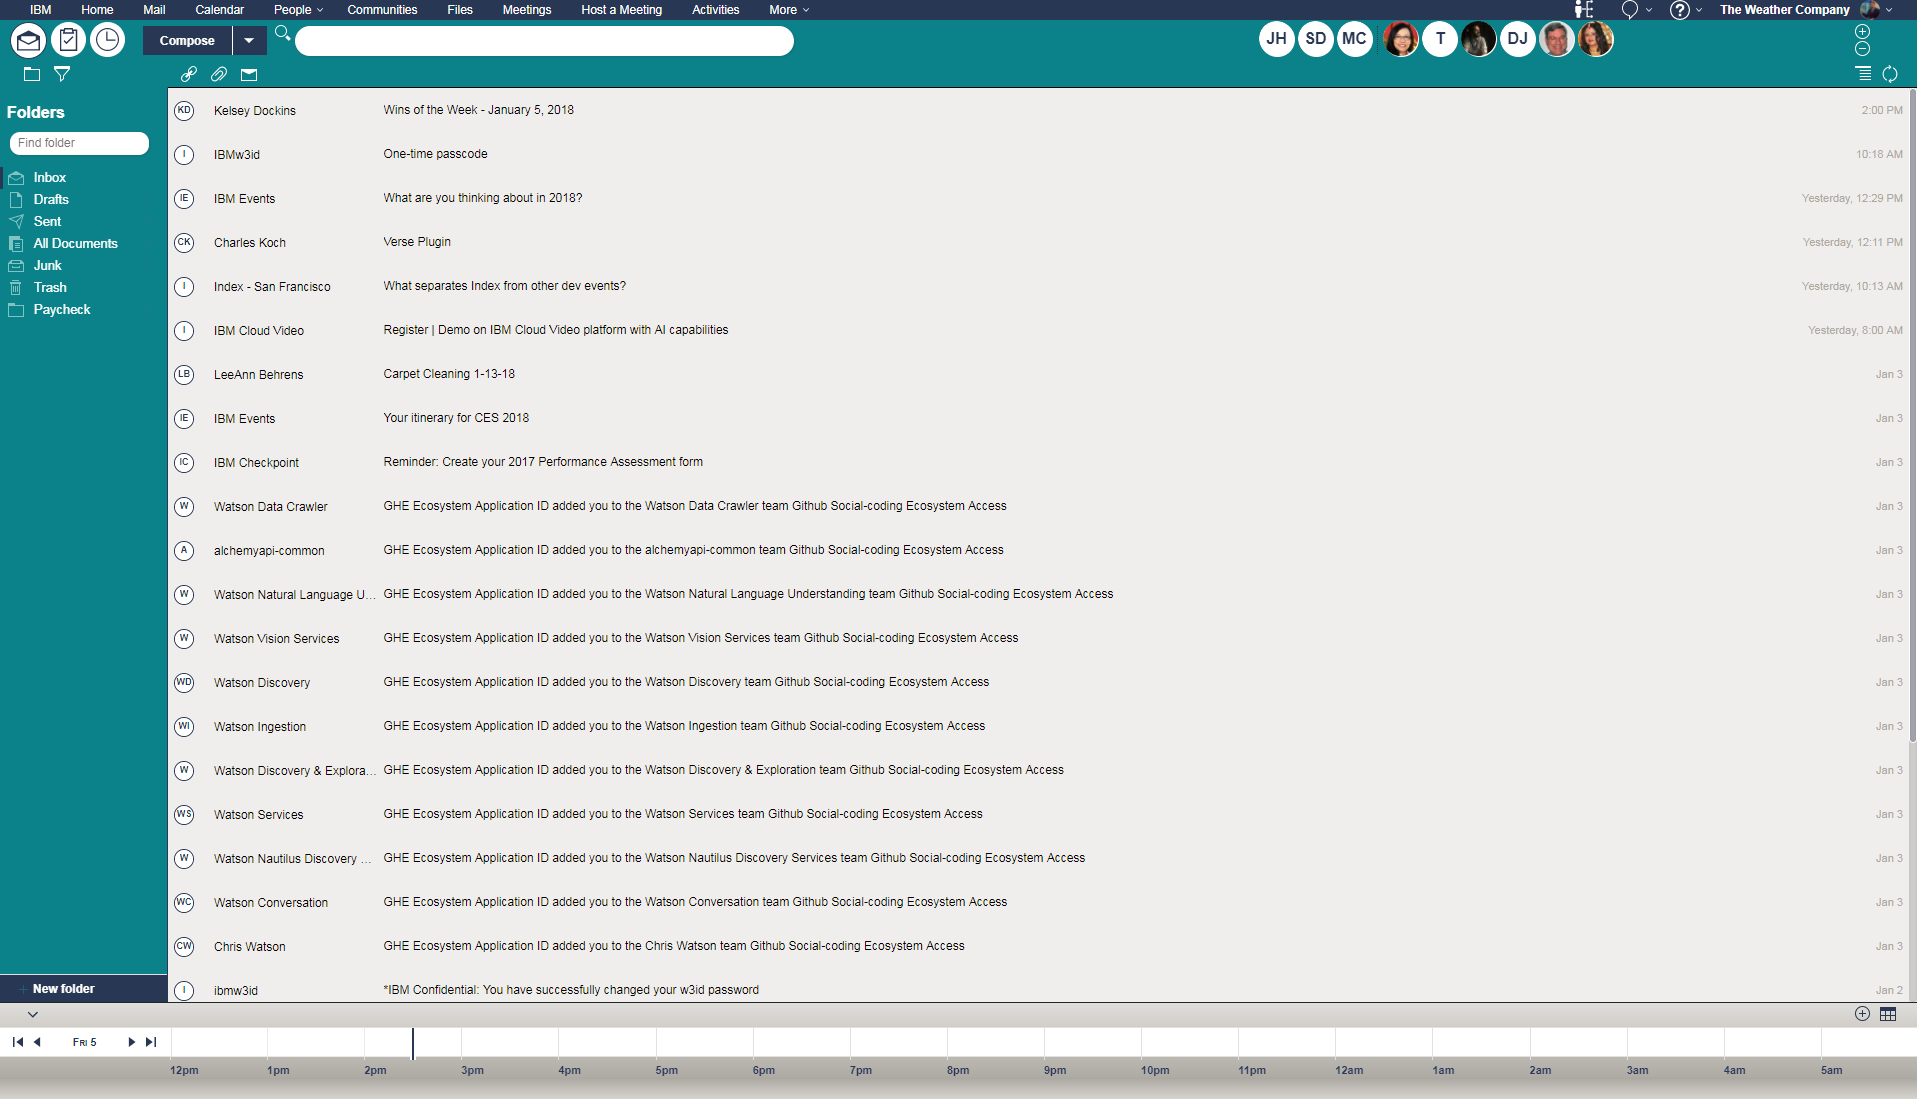 IBM Home Mail Calendar People Communities Files Meetings Host a Meeting Activities More ? The Weather Company
Compose
JH SD MC T DJ
Folders
Find folder
Inbox
Drafts
Sent
All Documents
Junk
Trash
Paycheck
New folder
KD Kelsey Dockins Wins of the Week - January 5, 2018 2:00 PM
I IBMw3id One-time passcode 10:18 AM
IE IBM Events What are you thinking about in 2018? Yesterday, 12:29 PM
CK Charles Koch Verse Plugin Yesterday, 12:11 PM
I Index - San Francisco What separates Index from other dev events? Yesterday, 10:13 AM
I IBM Cloud Video Register | Demo on IBM Cloud Video platform with AI capabilities Yesterday, 8:00 AM
LB LeeAnn Behrens Carpet Cleaning 1-13-18 Jan 3
IE IBM Events Your itinerary for CES 2018 Jan 3
IC IBM Checkpoint Reminder: Create your 2017 Performance Assessment form Jan 3
W Watson Data Crawler GHE Ecosystem Application ID added you to the Watson Data Crawler team Github Social-coding Ecosystem Access Jan 3
A alchemyapi-common GHE Ecosystem Application ID added you to the alchemyapi-common team Github Social-coding Ecosystem Access Jan 3
W Watson Natural Language U... GHE Ecosystem Application ID added you to the Watson Natural Language Understanding team Github Social-coding Ecosystem Access Jan 3
W Watson Vision Services GHE Ecosystem Application ID added you to the Watson Vision Services team Github Social-coding Ecosystem Access Jan 3
WD Watson Discovery GHE Ecosystem Application ID added you to the Watson Discovery team Github Social-coding Ecosystem Access Jan 3
WI Watson Ingestion GHE Ecosystem Application ID added you to the Watson Ingestion team Github Social-coding Ecosystem Access Jan 3
W Watson Discovery & Explora... GHE Ecosystem Application ID added you to the Watson Discovery & Exploration team Github Social-coding Ecosystem Access Jan 3
WS Watson Services GHE Ecosystem Application ID added you to the Watson Services team Github Social-coding Ecosystem Access Jan 3
W Watson Nautilus Discovery ... GHE Ecosystem Application ID added you to the Watson Nautilus Discovery Services team Github Social-coding Ecosystem Access Jan 3
WC Watson Conversation GHE Ecosystem Application ID added you to the Watson Conversation team Github Social-coding Ecosystem Access Jan 3
CW Chris Watson GHE Ecosystem Application ID added you to the Chris Watson team Github Social-coding Ecosystem Access Jan 3
I ibmw3id *IBM Confidential: You have successfully changed your w3id password Jan 2
FRI 5
12pm 1pm 2pm 3pm 4pm 5pm 6pm 7pm 8pm 9pm 10pm 11pm 12am 1am 2am 3am 4am 5am